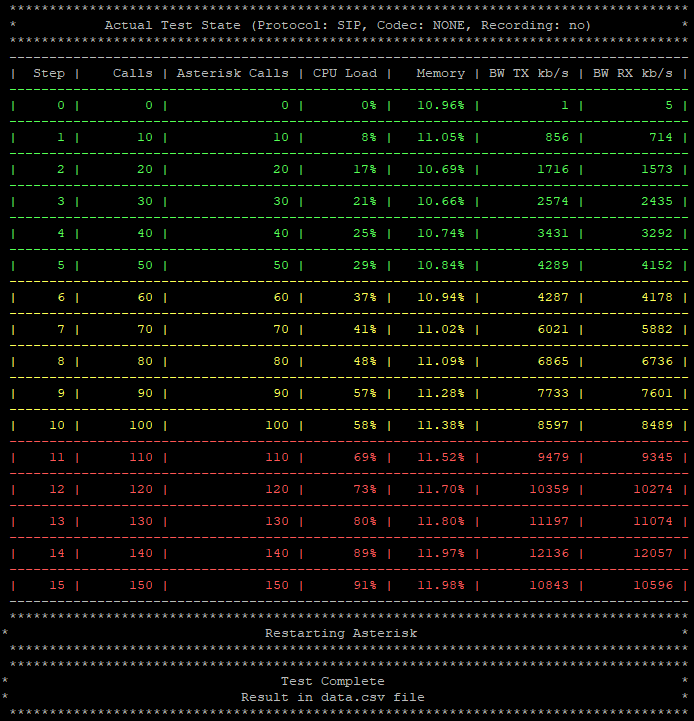 *************************************************************************************
* Actual Test State (Protocol: SIP, Codec: NONE, Recording: no) *
*************************************************************************************
-------------------------------------------------------------------------------------
| Step | Calls | Asterisk Calls | CPU Load | Memory | BW TX kb/s | BW RX kb/s |
-------------------------------------------------------------------------------------
| 0 | 0 | 0 | 0% | 10.96% | 1 | 5 |
-------------------------------------------------------------------------------------
| 1 | 10 | 10 | 8% | 11.05% | 856 | 714 |
-------------------------------------------------------------------------------------
| 2 | 20 | 20 | 17% | 10.69% | 1716 | 1573 |
-------------------------------------------------------------------------------------
| 3 | 30 | 30 | 21% | 10.66% | 2574 | 2435 |
-------------------------------------------------------------------------------------
| 4 | 40 | 40 | 25% | 10.74% | 3431 | 3292 |
-------------------------------------------------------------------------------------
| 5 | 50 | 50 | 29% | 10.84% | 4289 | 4152 |
-------------------------------------------------------------------------------------
| 6 | 60 | 60 | 37% | 10.94% | 4287 | 4178 |
-------------------------------------------------------------------------------------
| 7 | 70 | 70 | 41% | 11.02% | 6021 | 5882 |
-------------------------------------------------------------------------------------
| 8 | 80 | 80 | 48% | 11.09% | 6865 | 6736 |
-------------------------------------------------------------------------------------
| 9 | 90 | 90 | 57% | 11.28% | 7733 | 7601 |
-------------------------------------------------------------------------------------
| 10 | 100 | 100 | 58% | 11.38% | 8597 | 8489 |
-------------------------------------------------------------------------------------
| 11 | 110 | 110 | 69% | 11.52% | 9479 | 9345 |
-------------------------------------------------------------------------------------
| 12 | 120 | 120 | 73% | 11.70% | 10359 | 10274 |
-------------------------------------------------------------------------------------
| 13 | 130 | 130 | 80% | 11.80% | 11197 | 11074 |
-------------------------------------------------------------------------------------
| 14 | 140 | 140 | 89% | 11.97% | 12136 | 12057 |
-------------------------------------------------------------------------------------
| 15 | 150 | 150 | 91% | 11.98% | 10843 | 10596 |
-------------------------------------------------------------------------------------
*************************************************************************************
* Restarting Asterisk *
*************************************************************************************
*************************************************************************************
* Test Complete *
* Result in data.csv file *
*************************************************************************************